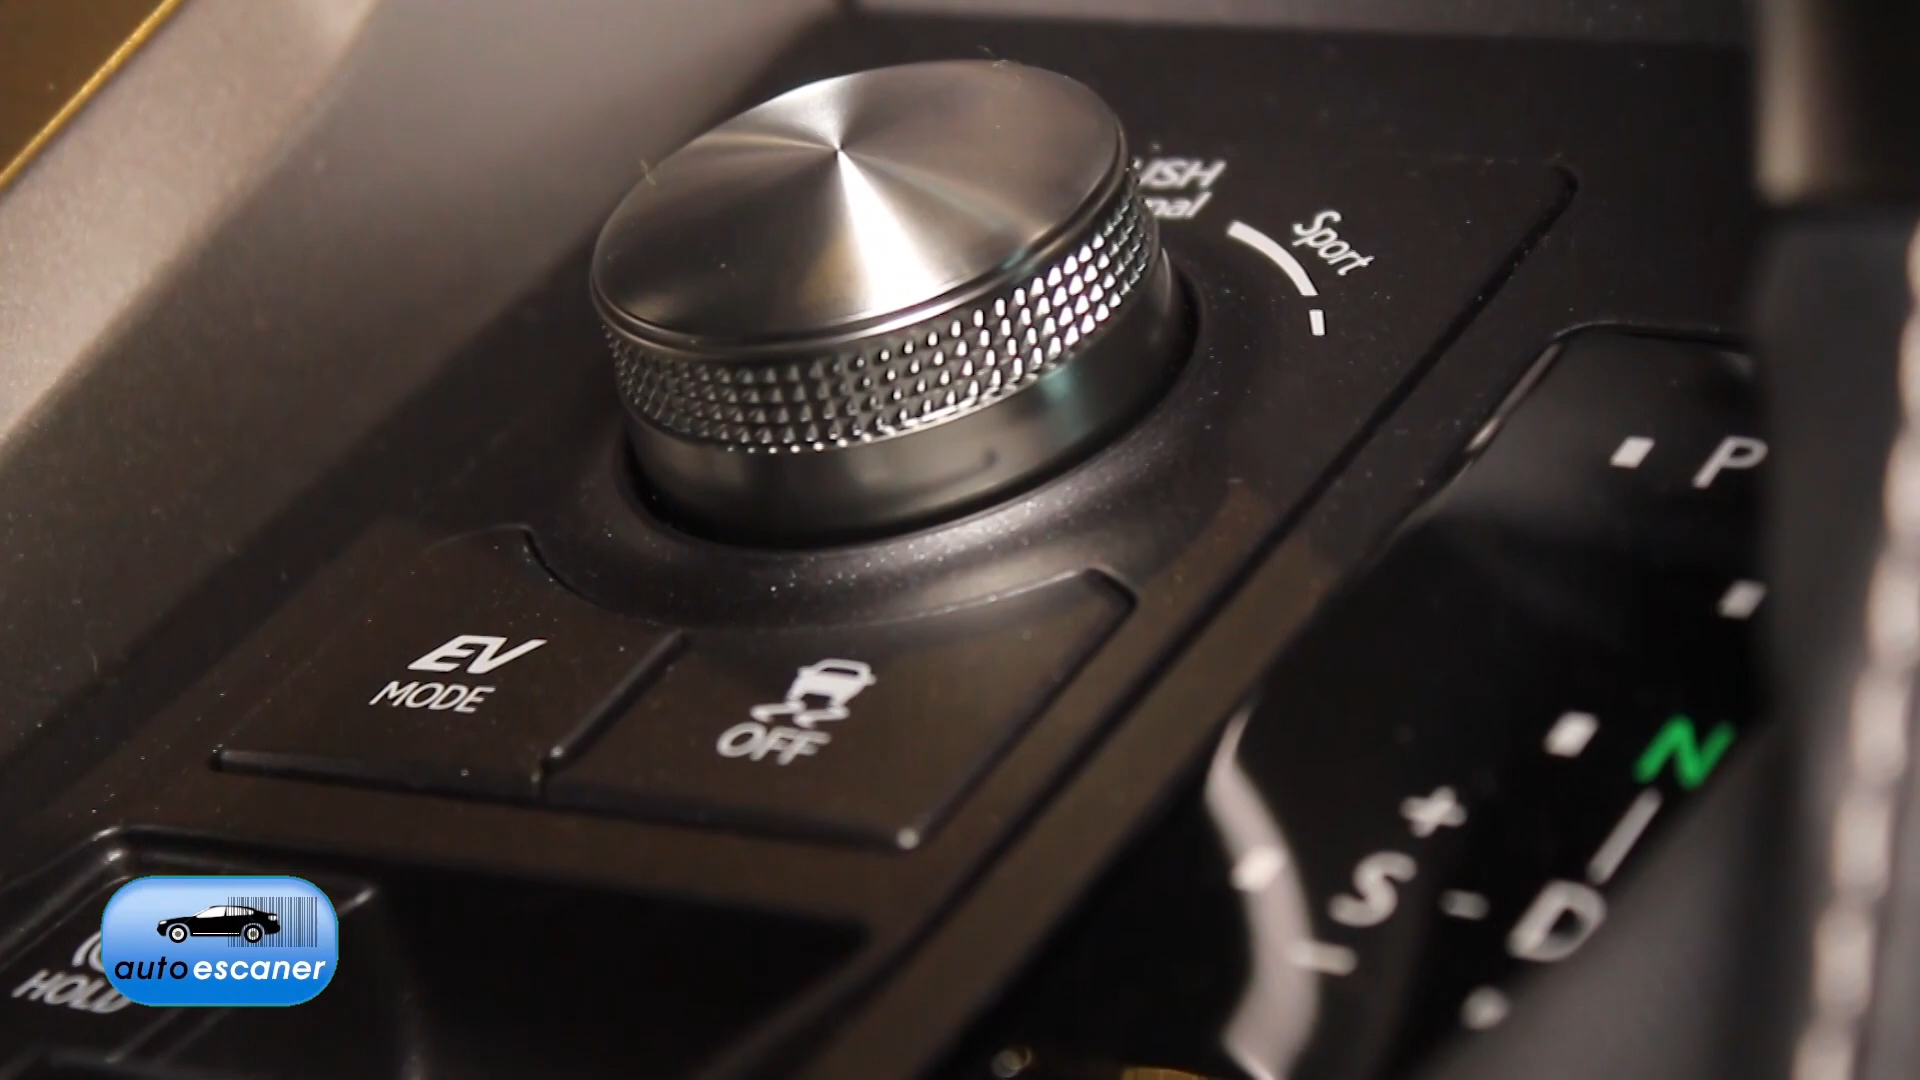 Sport
P
EV
MODE
OFF
N
+
S -
D
HOLD
autoescaner